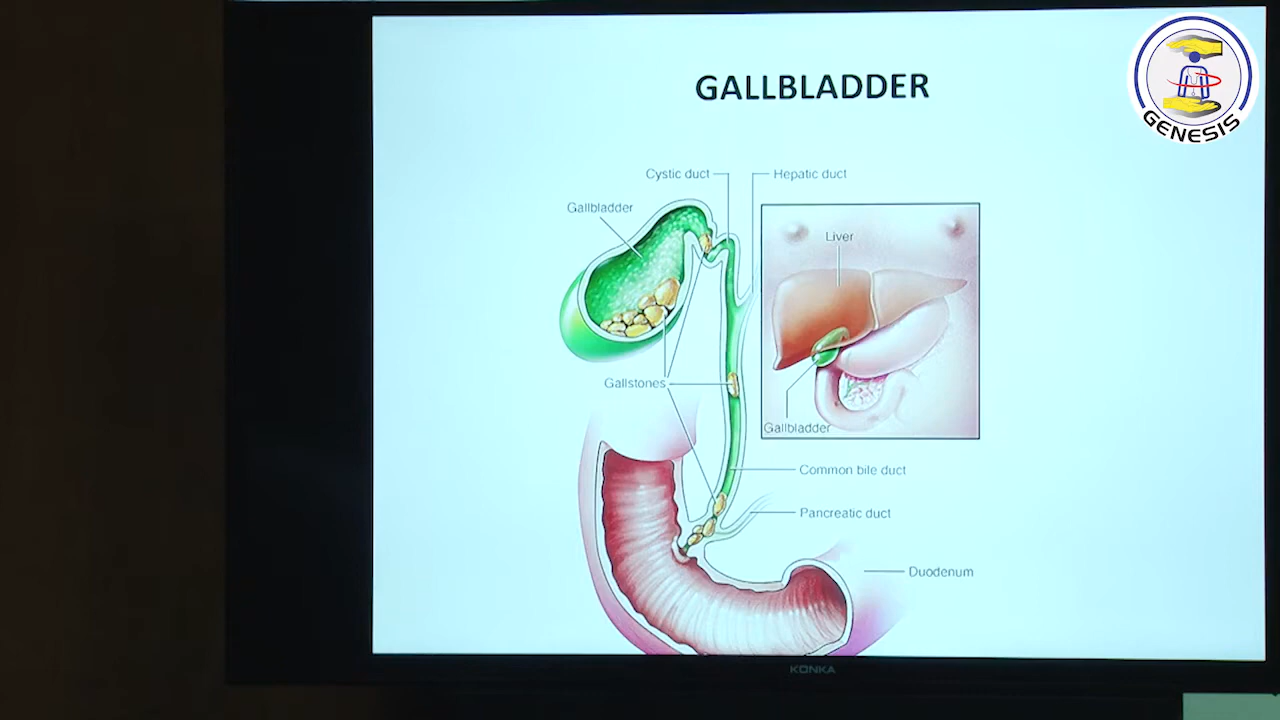 GALLBLADDER
GENESIS
Cystic duct
Hepatic duct
Gallbladder
Liver
Gallstones
Gallbladder
Common bile duct
Pancreatic duct
Duodenum
KONKA